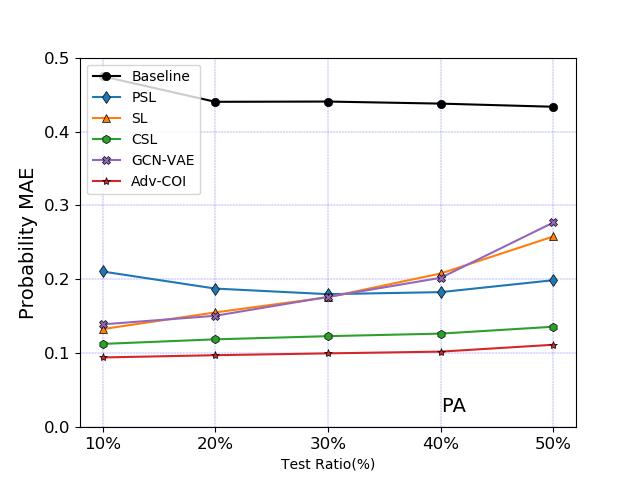 0.5
0.4
0.3
0.2
0.1
0.0
Probability MAE
Baseline
PSL
SL
CSL
GCN-VAE
Adv-COI
PA
10% 20% 30% 40% 50%
Test Ratio(%)